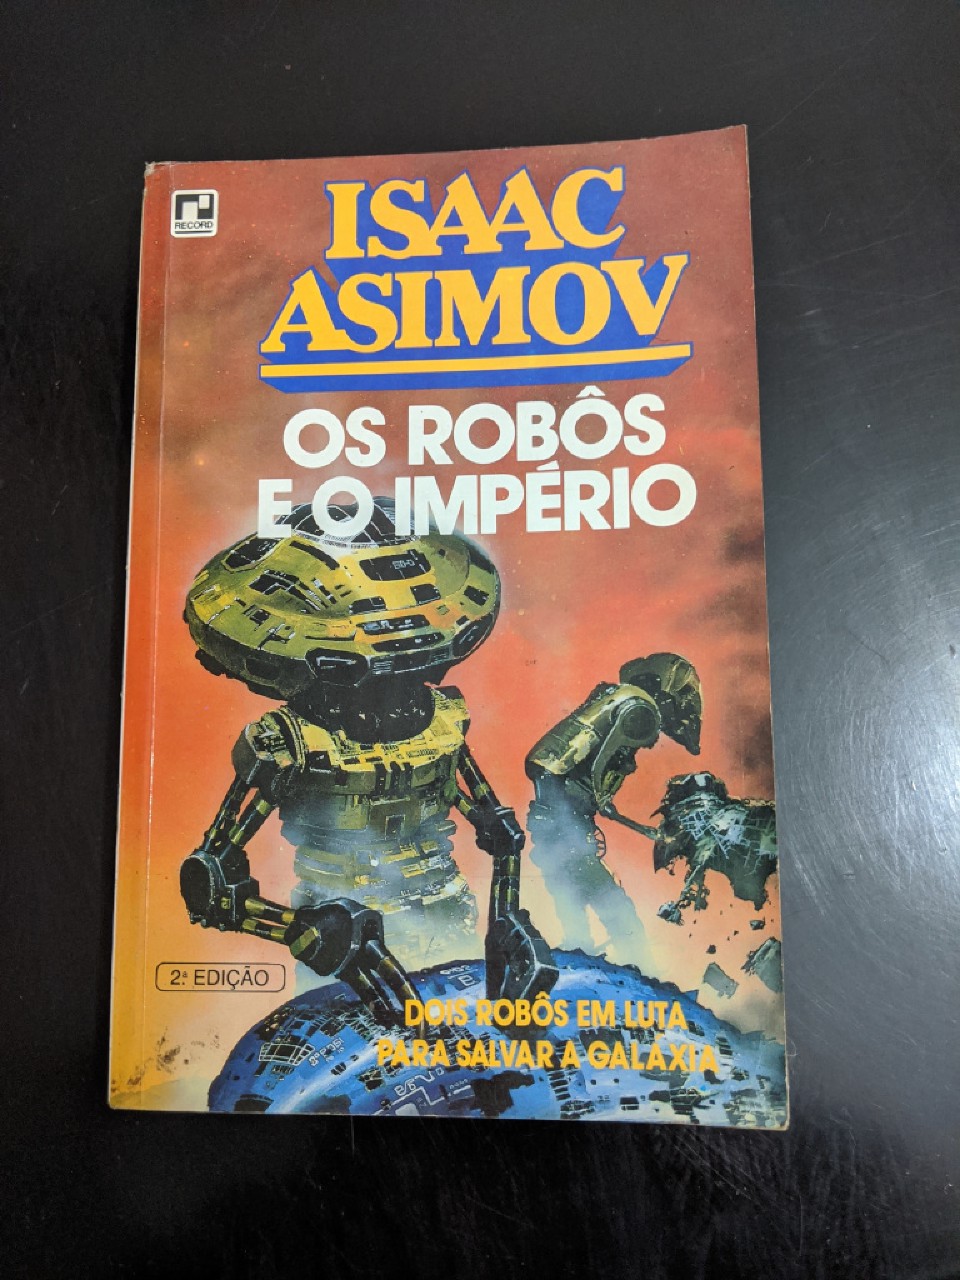 RECORD
ISAAC
ASIMOV
OS ROBÔS
E O IMPÉRIO
2ª EDIÇÃO
DOIS ROBÔS EM LUTA
PARA SALVAR A GALÁXIA